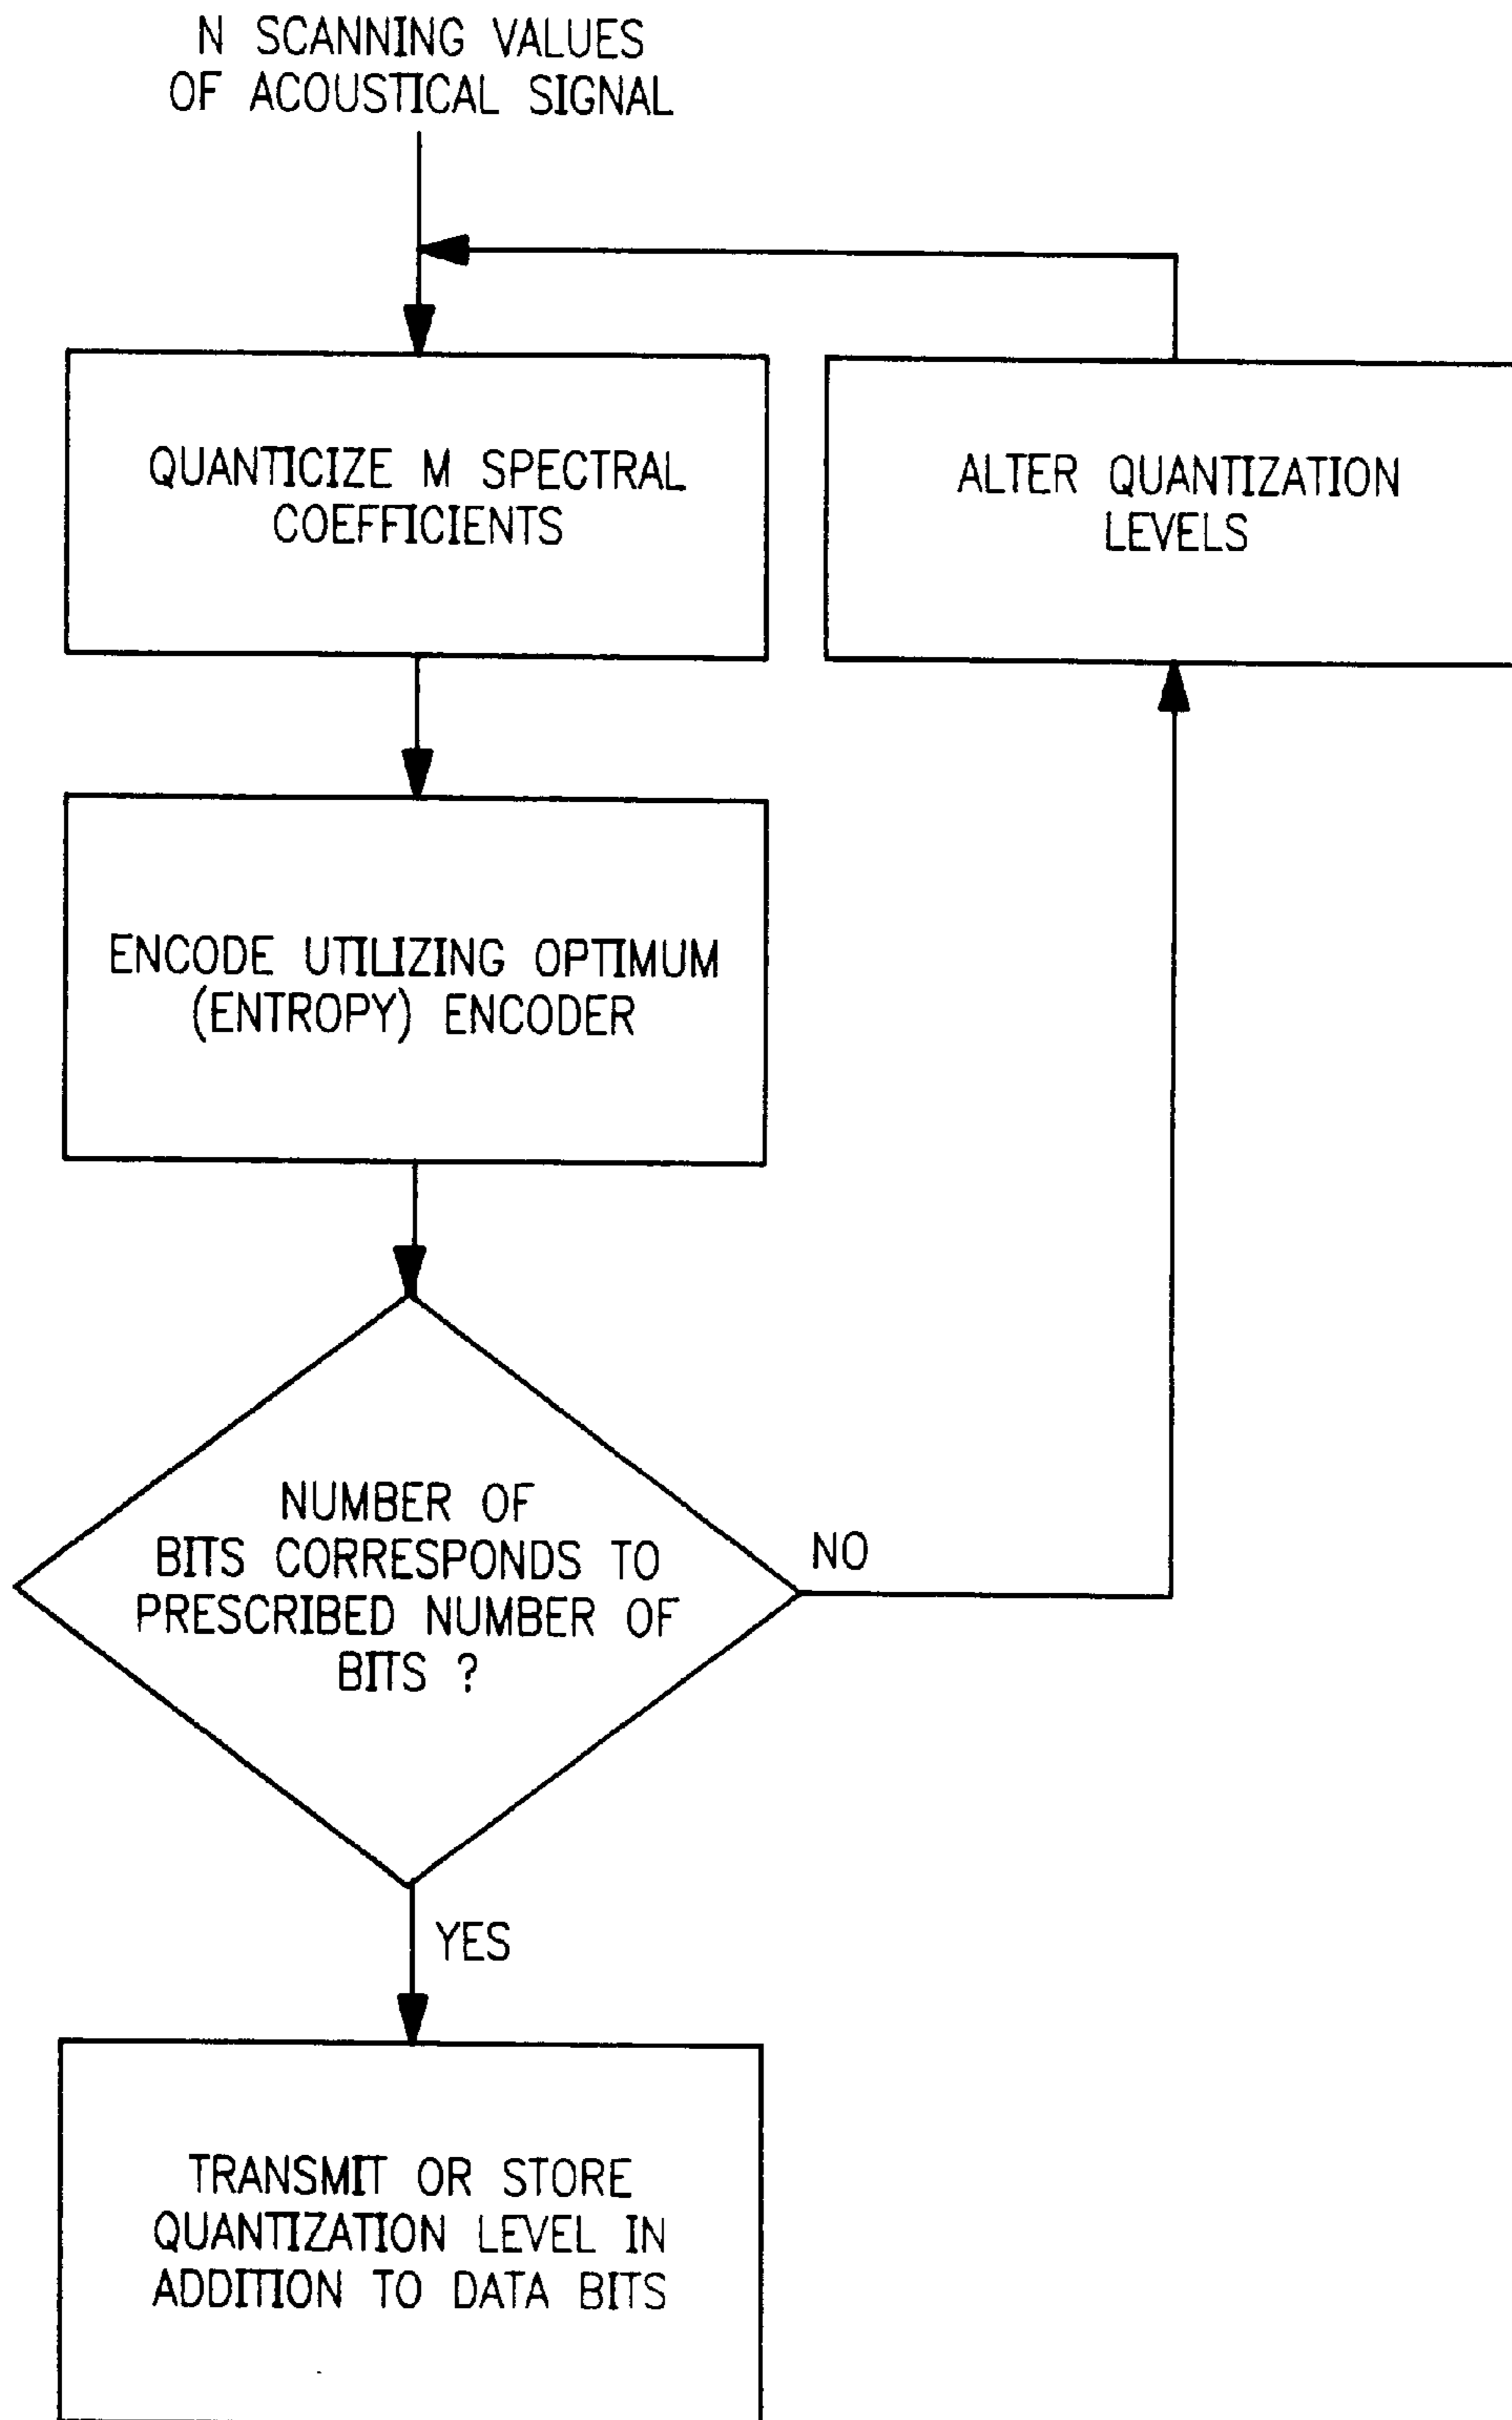 N SCANNING VALUES
OF ACOUSTICAL SIGNAL
QUANTICIZE M SPECTRAL
COEFFICIENTS
ALTER QUANTIZATION
LEVELS
ENCODE UTILIZING OPTIMUM
(ENTROPY) ENCODER
NUMBER OF
BITS CORRESPONDS TO
PRESCRIBED NUMBER OF
BITS ?
NO
YES
TRANSMIT OR STORE
QUANTIZATION LEVEL IN
ADDITION TO DATA BITS